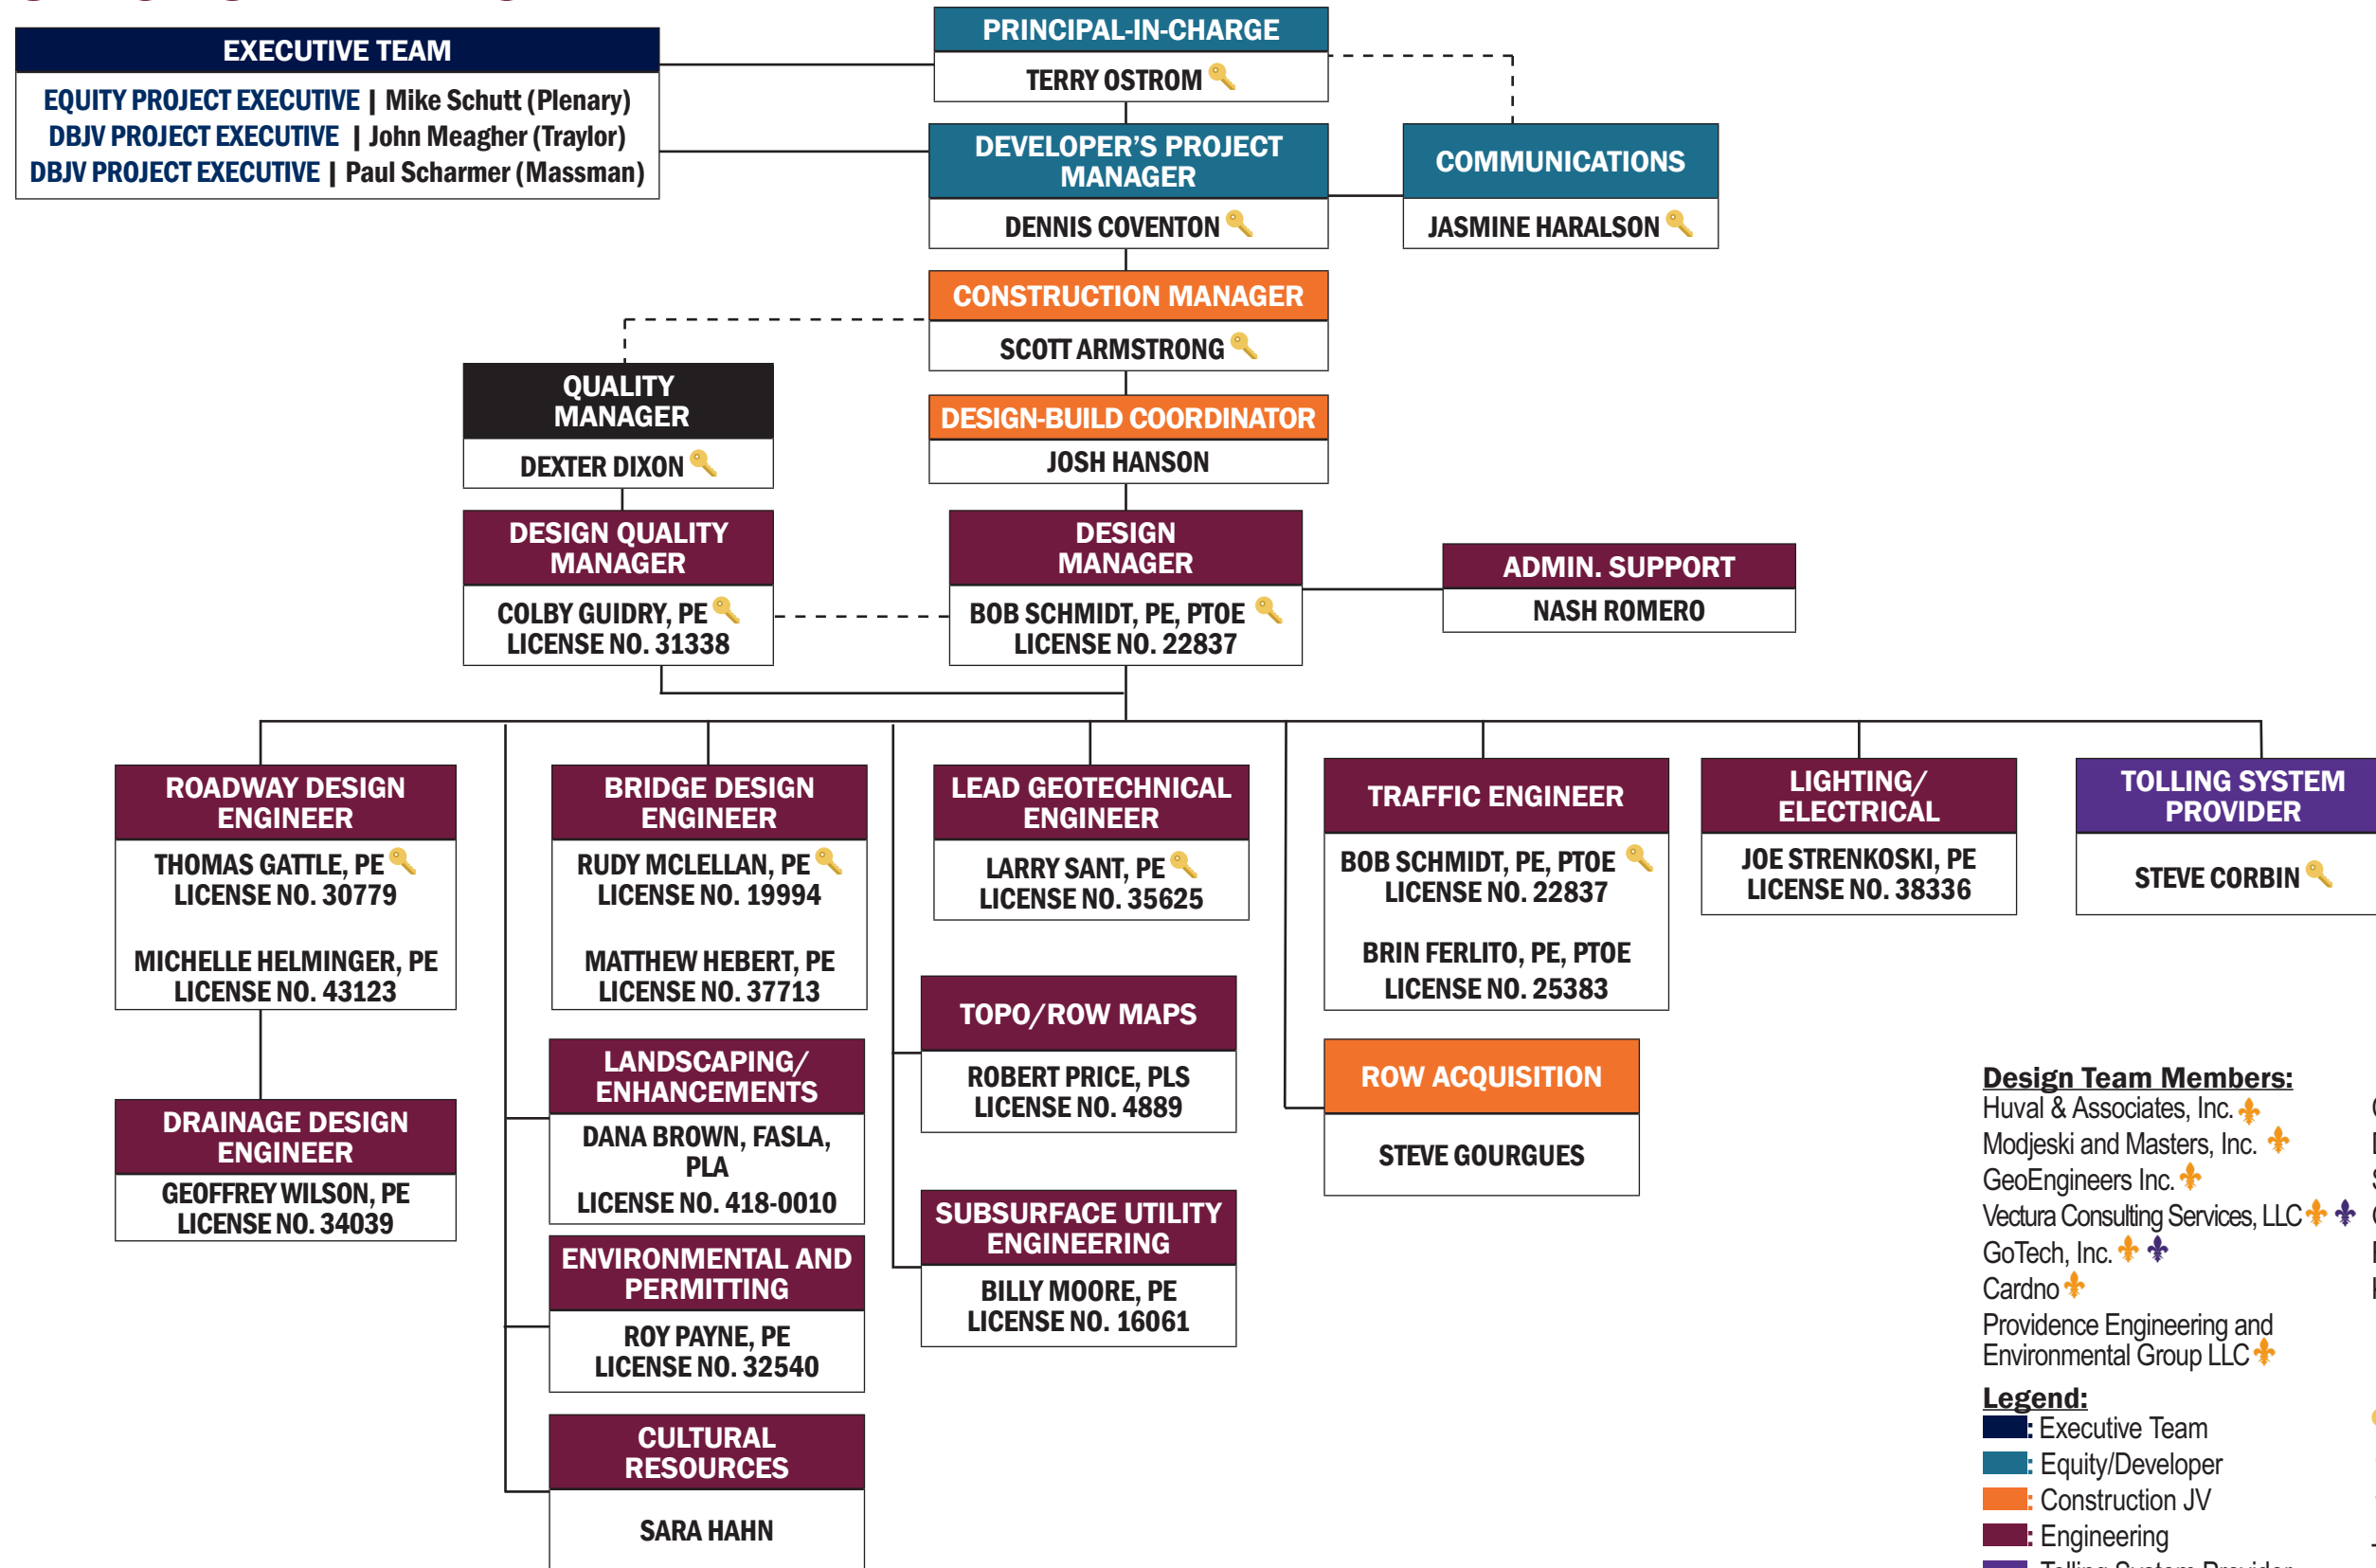 EXECUTIVE TEAM
EQUITY PROJECT EXECUTIVE | Mike Schutt (Plenary)
DBJV PROJECT EXECUTIVE | John Meagher (Traylor)
DBJV PROJECT EXECUTIVE | Paul Scharmer (Massman)
PRINCIPAL-IN-CHARGE
TERRY OSTROM
DEVELOPER'S PROJECT
MANAGER
DENNIS COVENTON
COMMUNICATIONS
JASMINE HARALSON
CONSTRUCTION MANAGER
SCOTT ARMSTRONG
QUALITY
MANAGER
DEXTER DIXON
DESIGN-BUILD COORDINATOR
JOSH HANSON
DESIGN QUALITY
MANAGER
COLBY GUIDRY, PE
LICENSE NO. 31338
DESIGN
MANAGER
BOB SCHMIDT, PE, PTOE
LICENSE NO. 22837
ADMIN. SUPPORT
NASH ROMERO
ROADWAY DESIGN
ENGINEER
THOMAS GATTLE, PE
LICENSE NO. 30779
MICHELLE HELMINGER, PE
LICENSE NO. 43123
DRAINAGE DESIGN
ENGINEER
GEOFFREY WILSON, PE
LICENSE NO. 34039
BRIDGE DESIGN
ENGINEER
RUDY MCLELLAN, PE
LICENSE NO. 19994
MATTHEW HEBERT, PE
LICENSE NO. 37713
LANDSCAPING/
ENHANCEMENTS
DANA BROWN, FASLA,
PLA
LICENSE NO. 418-0010
ENVIRONMENTAL AND
PERMITTING
ROY PAYNE, PE
LICENSE NO. 32540
CULTURAL
RESOURCES
SARA HAHN
LEAD GEOTECHNICAL
ENGINEER
LARRY SANT, PE
LICENSE NO. 35625
TOPO/ROW MAPS
ROBERT PRICE, PLS
LICENSE NO. 4889
SUBSURFACE UTILITY
ENGINEERING
BILLY MOORE, PE
LICENSE NO. 16061
TRAFFIC ENGINEER
BOB SCHMIDT, PE, PTOE
LICENSE NO. 22837
BRIN FERLITO, PE, PTOE
LICENSE NO. 25383
ROW ACQUISITION
STEVE GOURGUES
LIGHTING/
ELECTRICAL
JOE STRENKOSKI, PE
LICENSE NO. 38336
TOLLING SYSTEM
PROVIDER
STEVE CORBIN
Design Team Members:
Huval & Associates, Inc.
Modjeski and Masters, Inc.
GeoEngineers Inc.
Vectura Consulting Services, LLC
GoTech, Inc.
Cardno
Providence Engineering and
Environmental Group LLC
Legend:
: Executive Team
: Equity/Developer
: Construction JV
: Engineering
: Tolling System Provider